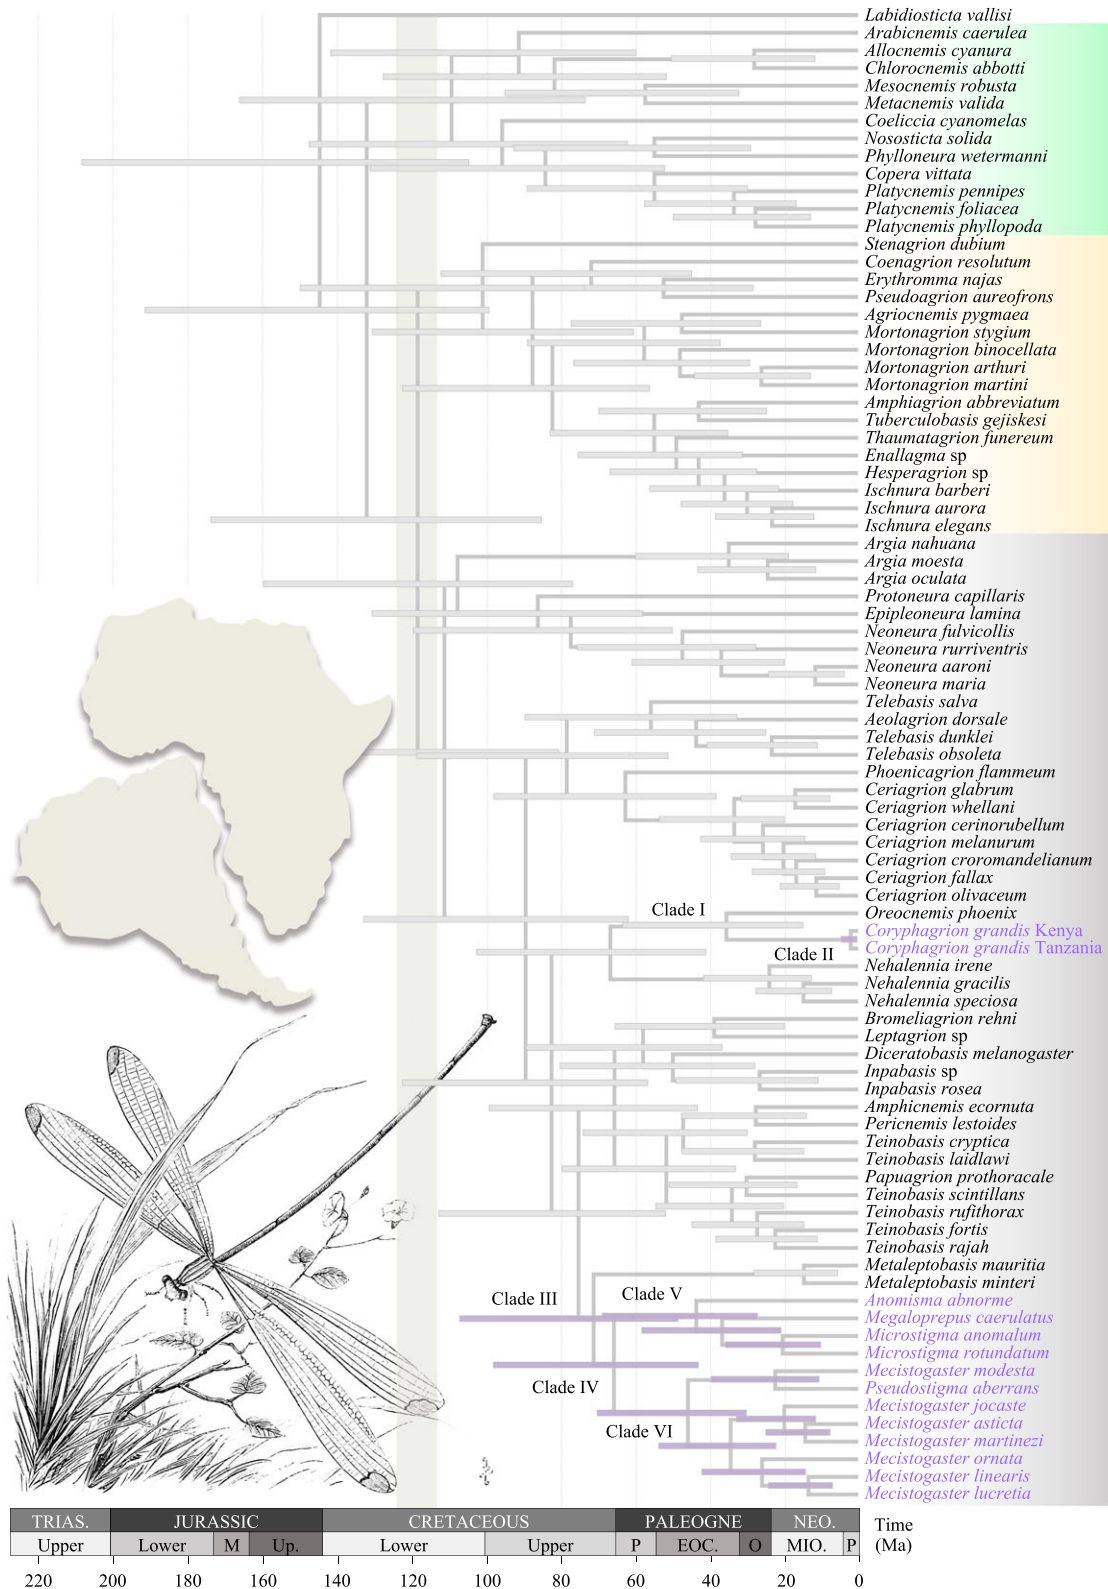 Labidiosticta vallisi
Arabicnemis caerulea
Allocnemis cyanura
Chlorocnemis abbotti
Mesocnemis robusta
Metacnemis valida
Coeliccia cyanomelas
Nososticta solida
Phylloneura wetermanni
Copera vittata
Platycnemis pennipes
Platycnemis foliacea
Platycnemis phyllopoda
Stenagrion dubium
Coenagrion resolutum
Erythromma najas
Pseudoagrion aureofrons
Agriocnemis pygmaea
Mortonagrion stygium
Mortonagrion binocellata
Mortonagrion arthuri
Mortonagrion martini
Amphiagrion abbreviatum
Tuberculobasis gejiskesi
Thaumatagrion funereum
Enallagma sp
Hesperagrion sp
Ischnura barberi
Ischnura aurora
Ischnura elegans
Argia nahuana
Argia moesta
Argia oculata
Protoneura capillaris
Epipleoneura lamina
Neoneura fulvicollis
Neoneura rurriventris
Neoneura aaroni
Neoneura maria
Telebasis salva
Aeolagrion dorsale
Telebasis dunklei
Telebasis obsoleta
Phoenicagrion flammeum
Ceriagrion glabrum
Ceriagrion whellani
Ceriagrion cerinorubellum
Ceriagrion melanurum
Ceriagrion croromandelianum
Ceriagrion fallax
Ceriagrion olivaceum
Clade I
Oreocnemis phoenix
Coryphagrion grandis Kenya
Clade II
Coryphagrion grandis Tanzania
Nehalennia irene
Nehalennia gracilis
Nehalennia speciosa
Bromeliagrion rehni
Leptagrion sp
Diceratobasis melanogaster
Inpabasis sp
Inpabasis rosea
Amphicnemis ecornuta
Pericnemis lestoides
Teinobasis cryptica
Teinobasis laidlawi
Papuagrion prothoracale
Teinobasis scintillans
Teinobasis rufithorax
Teinobasis fortis
Teinobasis rajah
Metaleptobasis mauritia
Metaleptobasis minteri
Clade III
Clade V
Anomisma abnorme
Megaloprepus caerulatus
Microstigma anomalum
Microstigma rotundatum
Clade IV
Mecistogaster modesta
Pseudostigma aberrans
Mecistogaster jocaste
Clade VI
Mecistogaster asticta
Mecistogaster martinezi
Mecistogaster ornata
Mecistogaster linearis
Mecistogaster lucretia
TRIAS. JURASSIC CRETACEOUS PALEOGNE NEO. Time
Upper Lower M Up. Lower Upper P EOC. O MIO. P (Ma)
220 200 180 160 140 120 100 80 60 40 20 0